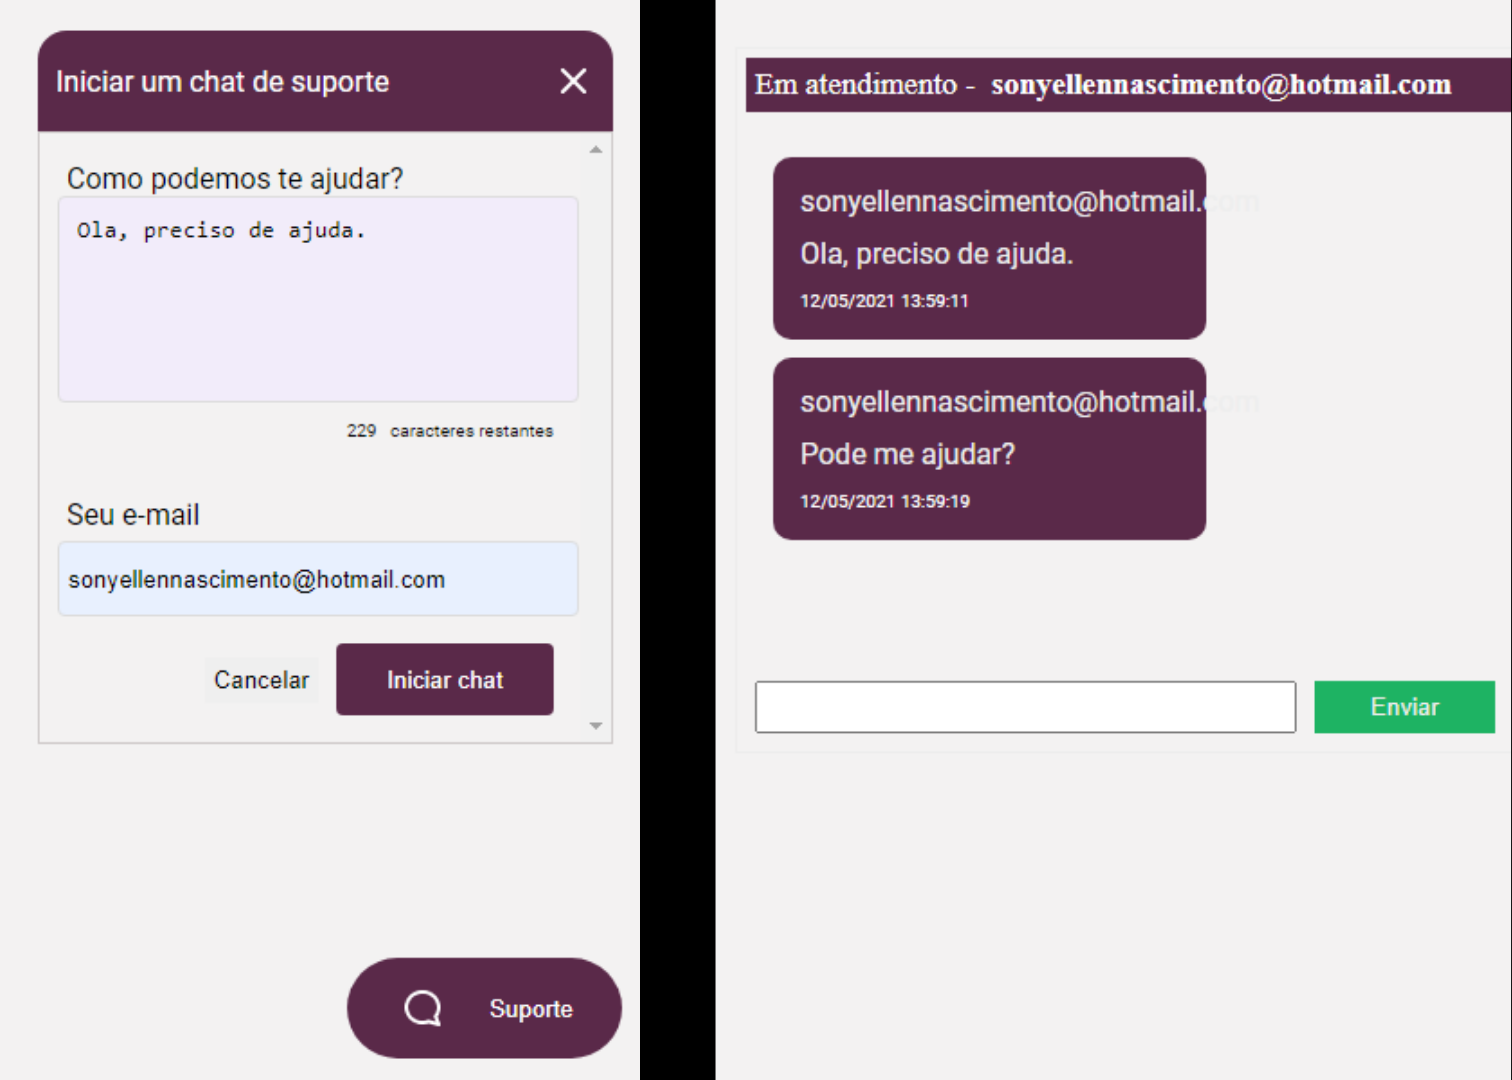 Iniciar um chat de suporte
Como podemos te ajudar?
Ola, preciso de ajuda.
229 caracteres restantes
Seu e-mail
sonyellennascimento@hotmail.com
Cancelar
Iniciar chat
Suporte
Em atendimento - sonyellennascimento@hotmail.com
sonyellennascimento@hotmail.com
Ola, preciso de ajuda.
12/05/2021 13:59:11
sonyellennascimento@hotmail.com
Pode me ajudar?
12/05/2021 13:59:19
Enviar